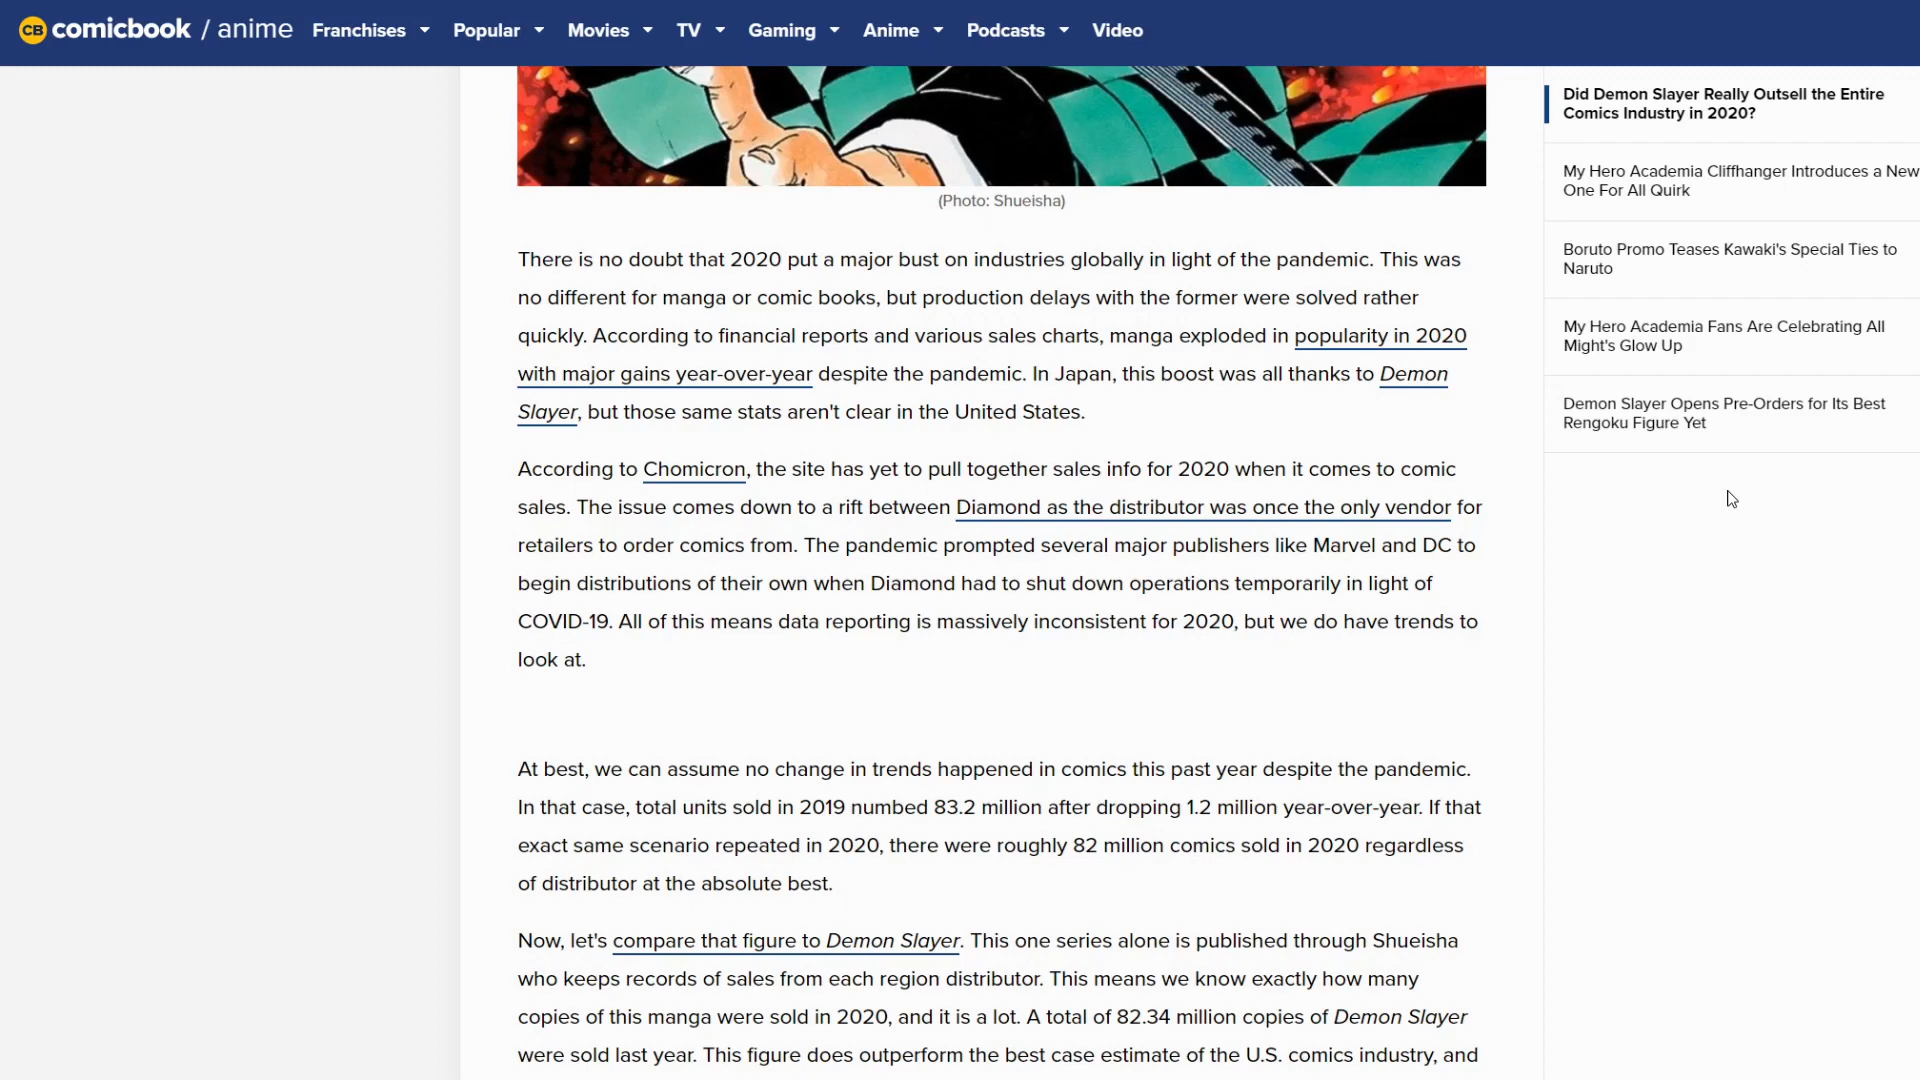 CB comicbook / anime Franchises Popular Movies TV Gaming Anime Podcasts Video
(Photo: Shueisha)
There is no doubt that 2020 put a major bust on industries globally in light of the pandemic. This was
no different for manga or comic books, but production delays with the former were solved rather
quickly. According to financial reports and various sales charts, manga exploded in popularity in 2020
with major gains year-over-year despite the pandemic. In Japan, this boost was all thanks to Demon
Slayer, but those same stats aren't clear in the United States.
According to Chomicron, the site has yet to pull together sales info for 2020 when it comes to comic
sales. The issue comes down to a rift between Diamond as the distributor was once the only vendor for
retailers to order comics from. The pandemic prompted several major publishers like Marvel and DC to
begin distributions of their own when Diamond had to shut down operations temporarily in light of
COVID-19. All of this means data reporting is massively inconsistent for 2020, but we do have trends to
look at.
At best, we can assume no change in trends happened in comics this past year despite the pandemic.
In that case, total units sold in 2019 numbed 83.2 million after dropping 1.2 million year-over-year. If that
exact same scenario repeated in 2020, there were roughly 82 million comics sold in 2020 regardless
of distributor at the absolute best.
Now, let's compare that figure to Demon Slayer. This one series alone is published through Shueisha
who keeps records of sales from each region distributor. This means we know exactly how many
copies of this manga were sold in 2020, and it is a lot. A total of 82.34 million copies of Demon Slayer
were sold last year. This figure does outperform the best case estimate of the U.S. comics industry, and
Did Demon Slayer Really Outsell the Entire
Comics Industry in 2020?
My Hero Academia Cliffhanger Introduces a New
One For All Quirk
Boruto Promo Teases Kawaki's Special Ties to
Naruto
My Hero Academia Fans Are Celebrating All
Might's Glow Up
Demon Slayer Opens Pre-Orders for Its Best
Rengoku Figure Yet